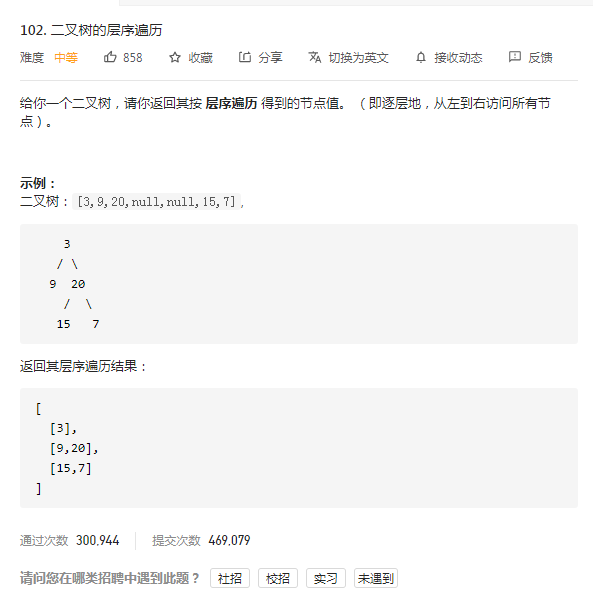 102. 二叉树的层序遍历
难度 中等 858 收藏 分享 切换为英文 接收动态 反馈
给你一个二叉树，请你返回其按 层序遍历 得到的节点值。 （即逐层地，从左到右访问所有节
点）。
示例：
二叉树：[3,9,20,null,null,15,7],
3
/ \
9 20
/ \
15 7
返回其层序遍历结果：
[
[3],
[9,20],
[15,7]
]
通过次数 300,944 提交次数 469,079
请问您在哪类招聘中遇到此题？ 社招 校招 实习 未遇到